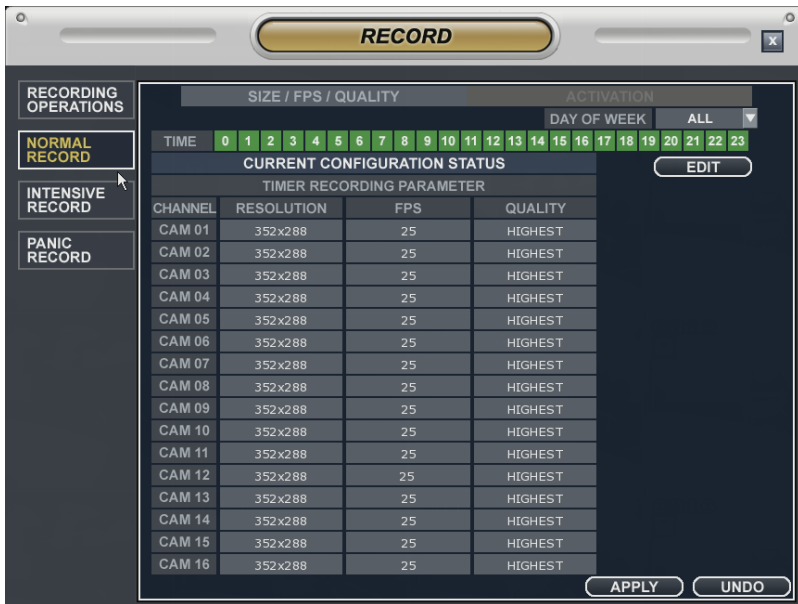 RECORD
X
RECORDING
OPERATIONS
NORMAL
RECORD
INTENSIVE
RECORD
PANIC
RECORD
SIZE / FPS / QUALITY ACTIVATION
DAY OF WEEK ALL
TIME 0 1 2 3 4 5 6 7 8 9 10 11 12 13 14 15 16 17 18 19 20 21 22 23
CURRENT CONFIGURATION STATUS EDIT
TIMER RECORDING PARAMETER
CHANNEL RESOLUTION FPS QUALITY
CAM 01 352x288 25 HIGHEST
CAM 02 352x288 25 HIGHEST
CAM 03 352x288 25 HIGHEST
CAM 04 352x288 25 HIGHEST
CAM 05 352x288 25 HIGHEST
CAM 06 352x288 25 HIGHEST
CAM 07 352x288 25 HIGHEST
CAM 08 352x288 25 HIGHEST
CAM 09 352x288 25 HIGHEST
CAM 10 352x288 25 HIGHEST
CAM 11 352x288 25 HIGHEST
CAM 12 352x288 25 HIGHEST
CAM 13 352x288 25 HIGHEST
CAM 14 352x288 25 HIGHEST
CAM 15 352x288 25 HIGHEST
CAM 16 352x288 25 HIGHEST
APPLY UNDO